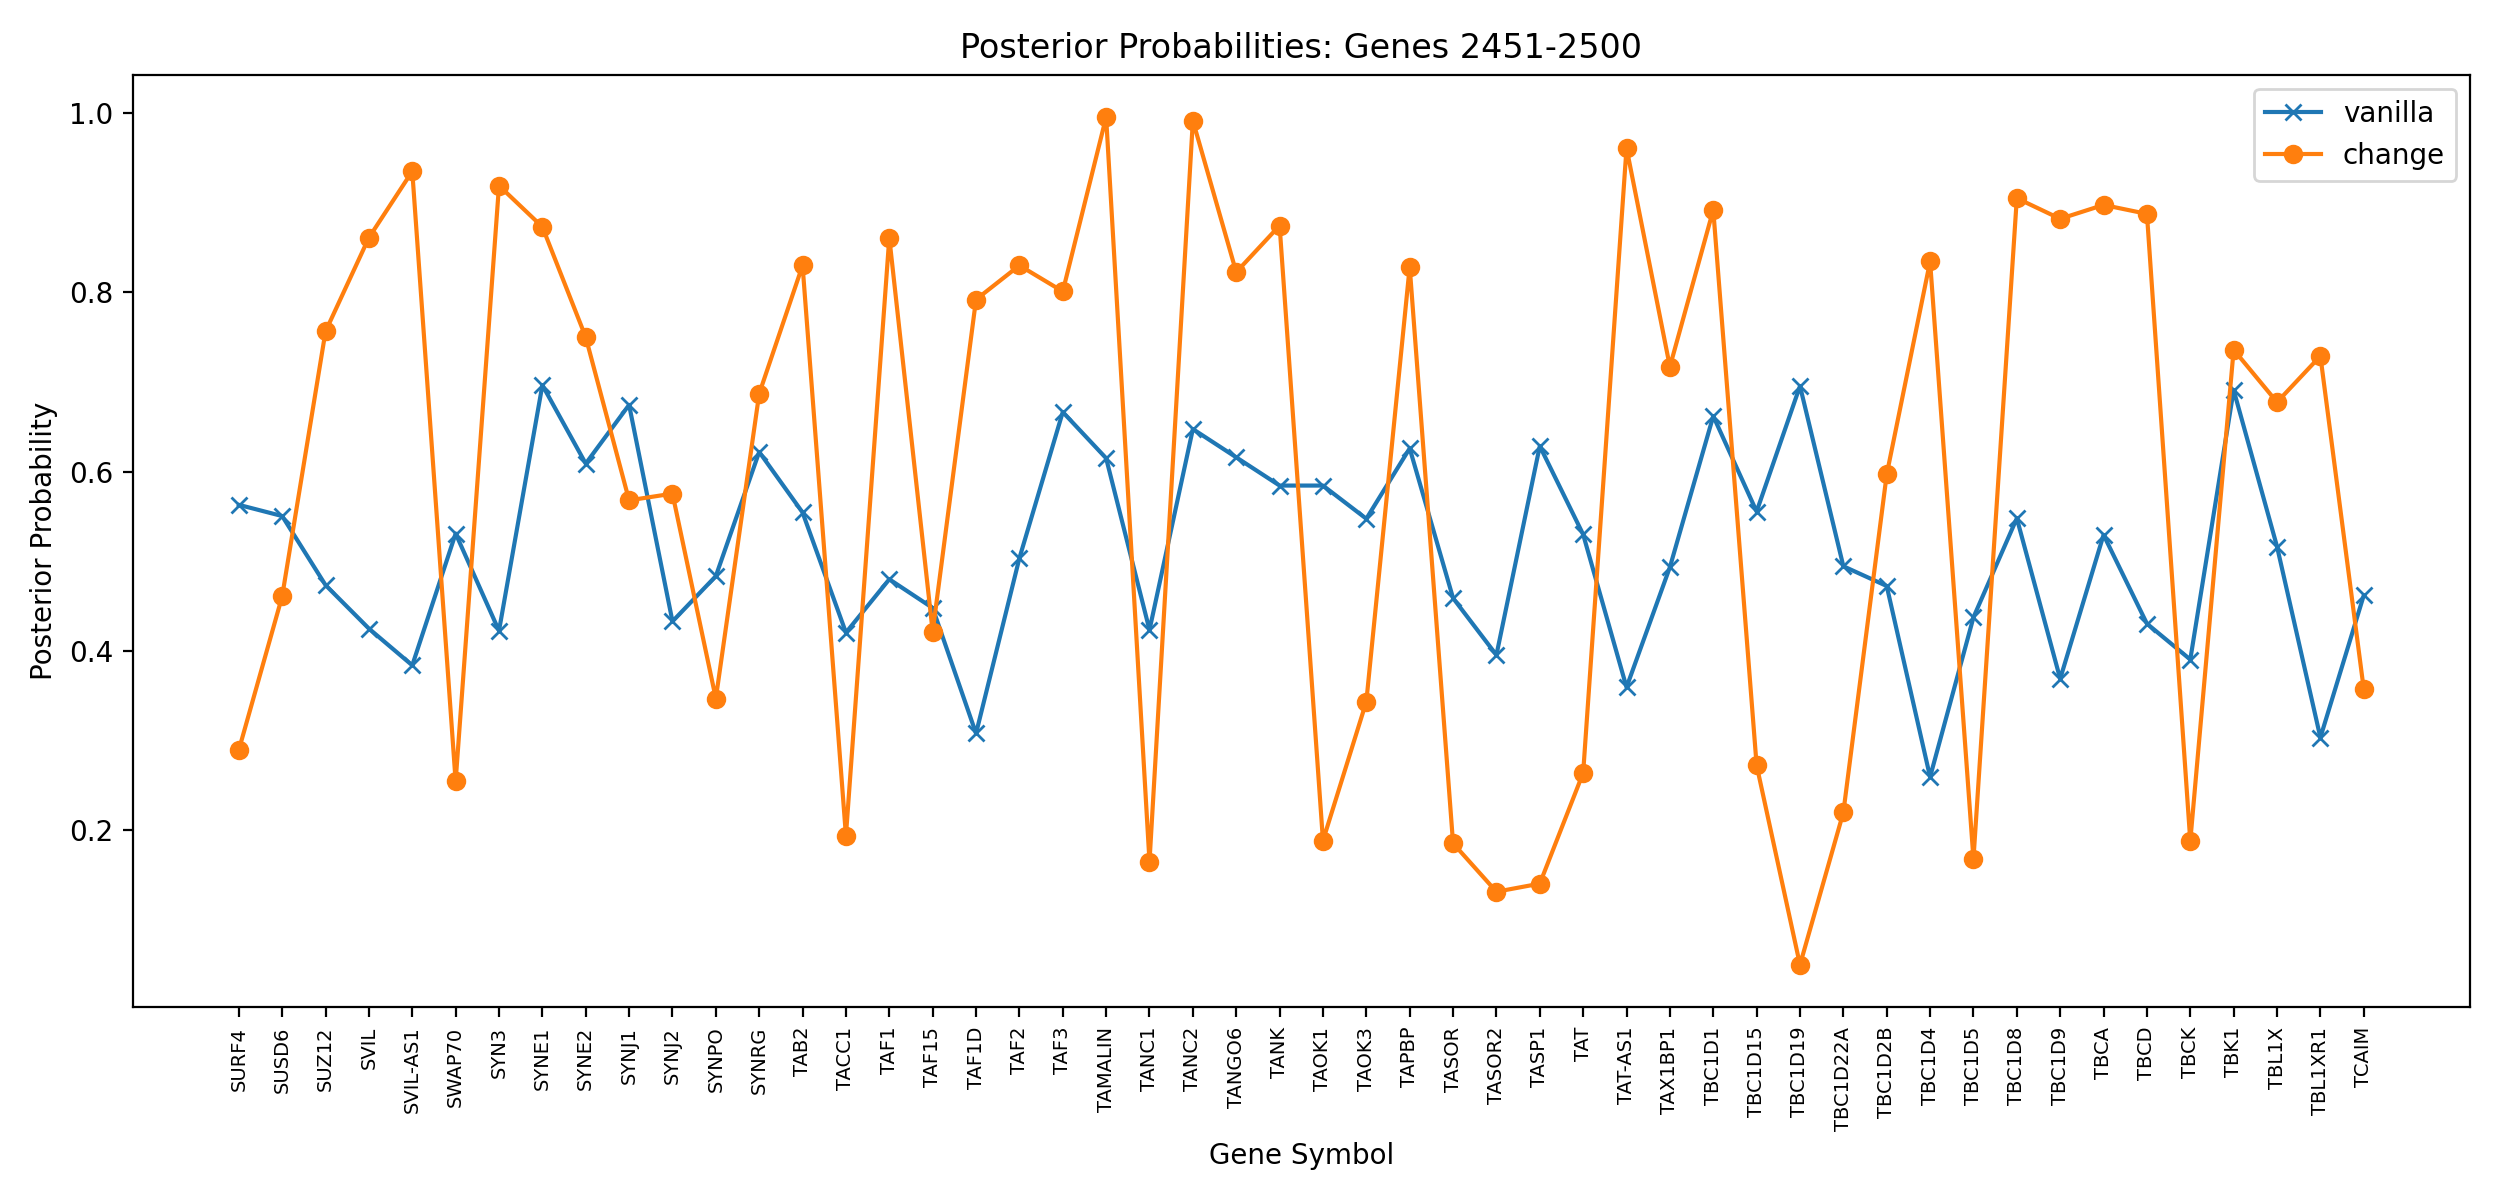 Posterior Probabilities: Genes 2451-2500
vanilla
change
Posterior Probability
1.0
0.8
0.6
0.4
0.2
SURF4
SUSD6
SUZ12
SVIL
SVIL-AS1
SWAP70
SYN3
SYNE1
SYNE2
SYNJ1
SYNJ2
SYNPO
SYNRG
TAB2
TACC1
TAF1
TAF15
TAF1D
TAF2
TAF3
TAMALIN
TANC1
TANC2
TANGO6
TANK
TAOK1
TAOK3
TAPBP
TASOR
TASOR2
TASP1
TAT
TAT-AS1
TAX1BP1
TBC1D1
TBC1D15
TBC1D19
TBC1D22A
TBC1D2B
TBC1D4
TBC1D5
TBC1D8
TBC1D9
TBCA
TBCD
TBCK
TBK1
TBL1X
TBL1XR1
TCAIM
Gene Symbol